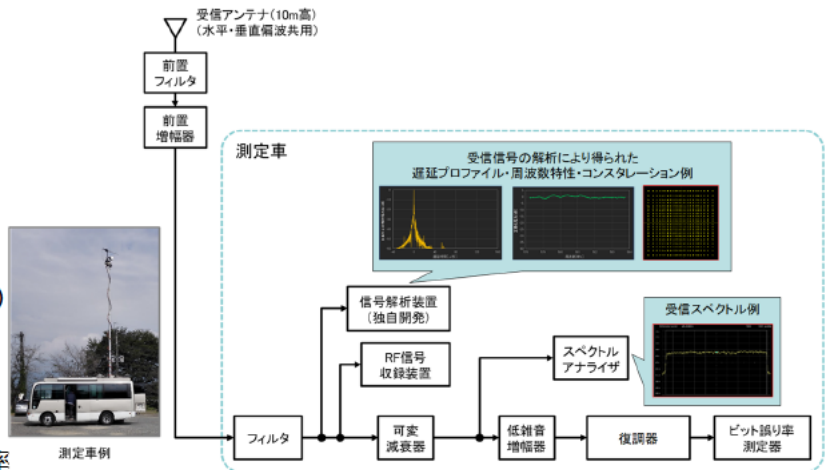 受信アンテナ(10m高)
(水平・垂直偏波共用)
前置
フィルタ
前置
増幅器
測定車
受信信号の解析により得られた
遅延プロファイル・周波数特性・コンスタレーション例
信号解析装置
(独自開発)
受信スペクトル例
RF信号
収録装置
スペクトル
アナライザ
フィルタ
可変
減衰器
低雑音
増幅器
復調器
ビット誤り率
測定器
測定車例
)
率